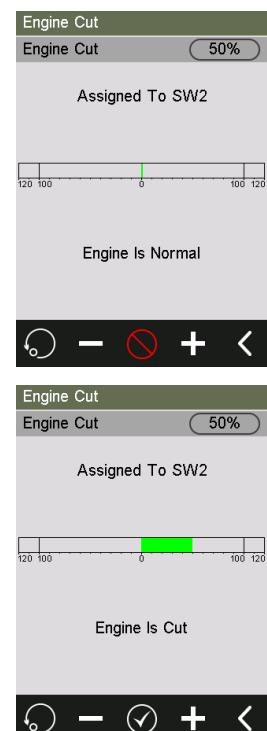 Engine Cut
Engine Cut 50%
Assigned To SW2
120 100 0 100 120
Engine Is Normal
Engine Cut
Engine Cut 50%
Assigned To SW2
120 100 0 100 120
Engine Is Cut